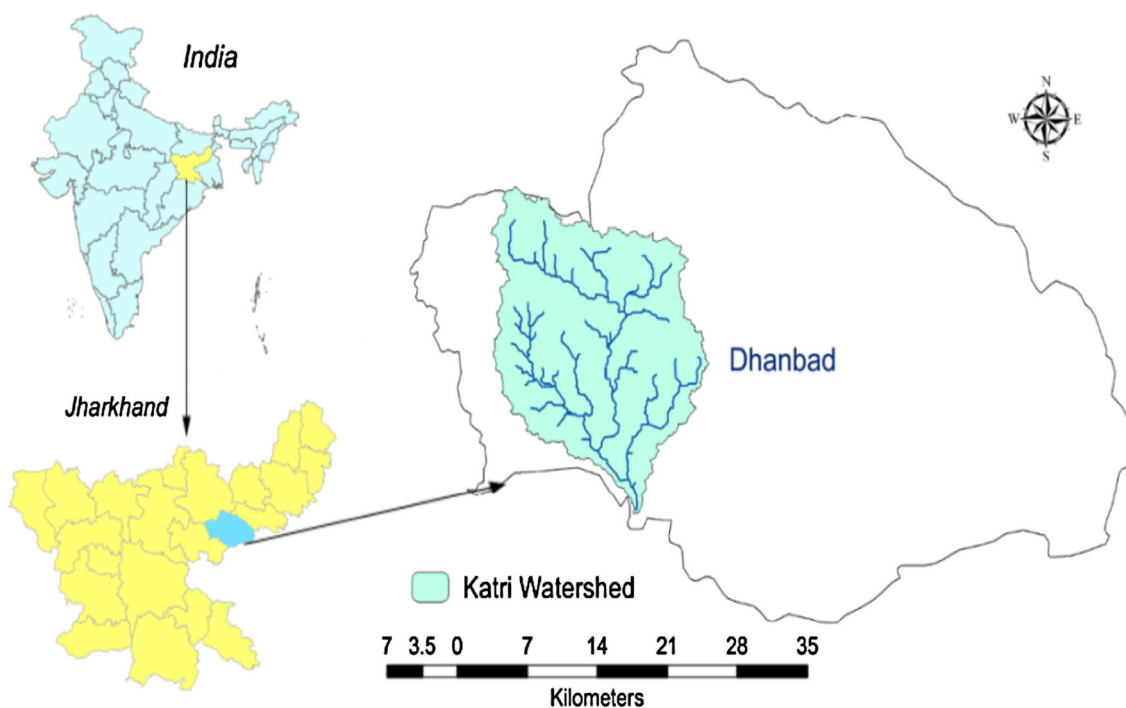 India
N
W E
S
Dhanbad
Jharkhand
Katri Watershed
7 3.5 0 7 14 21 28 35
Kilometers